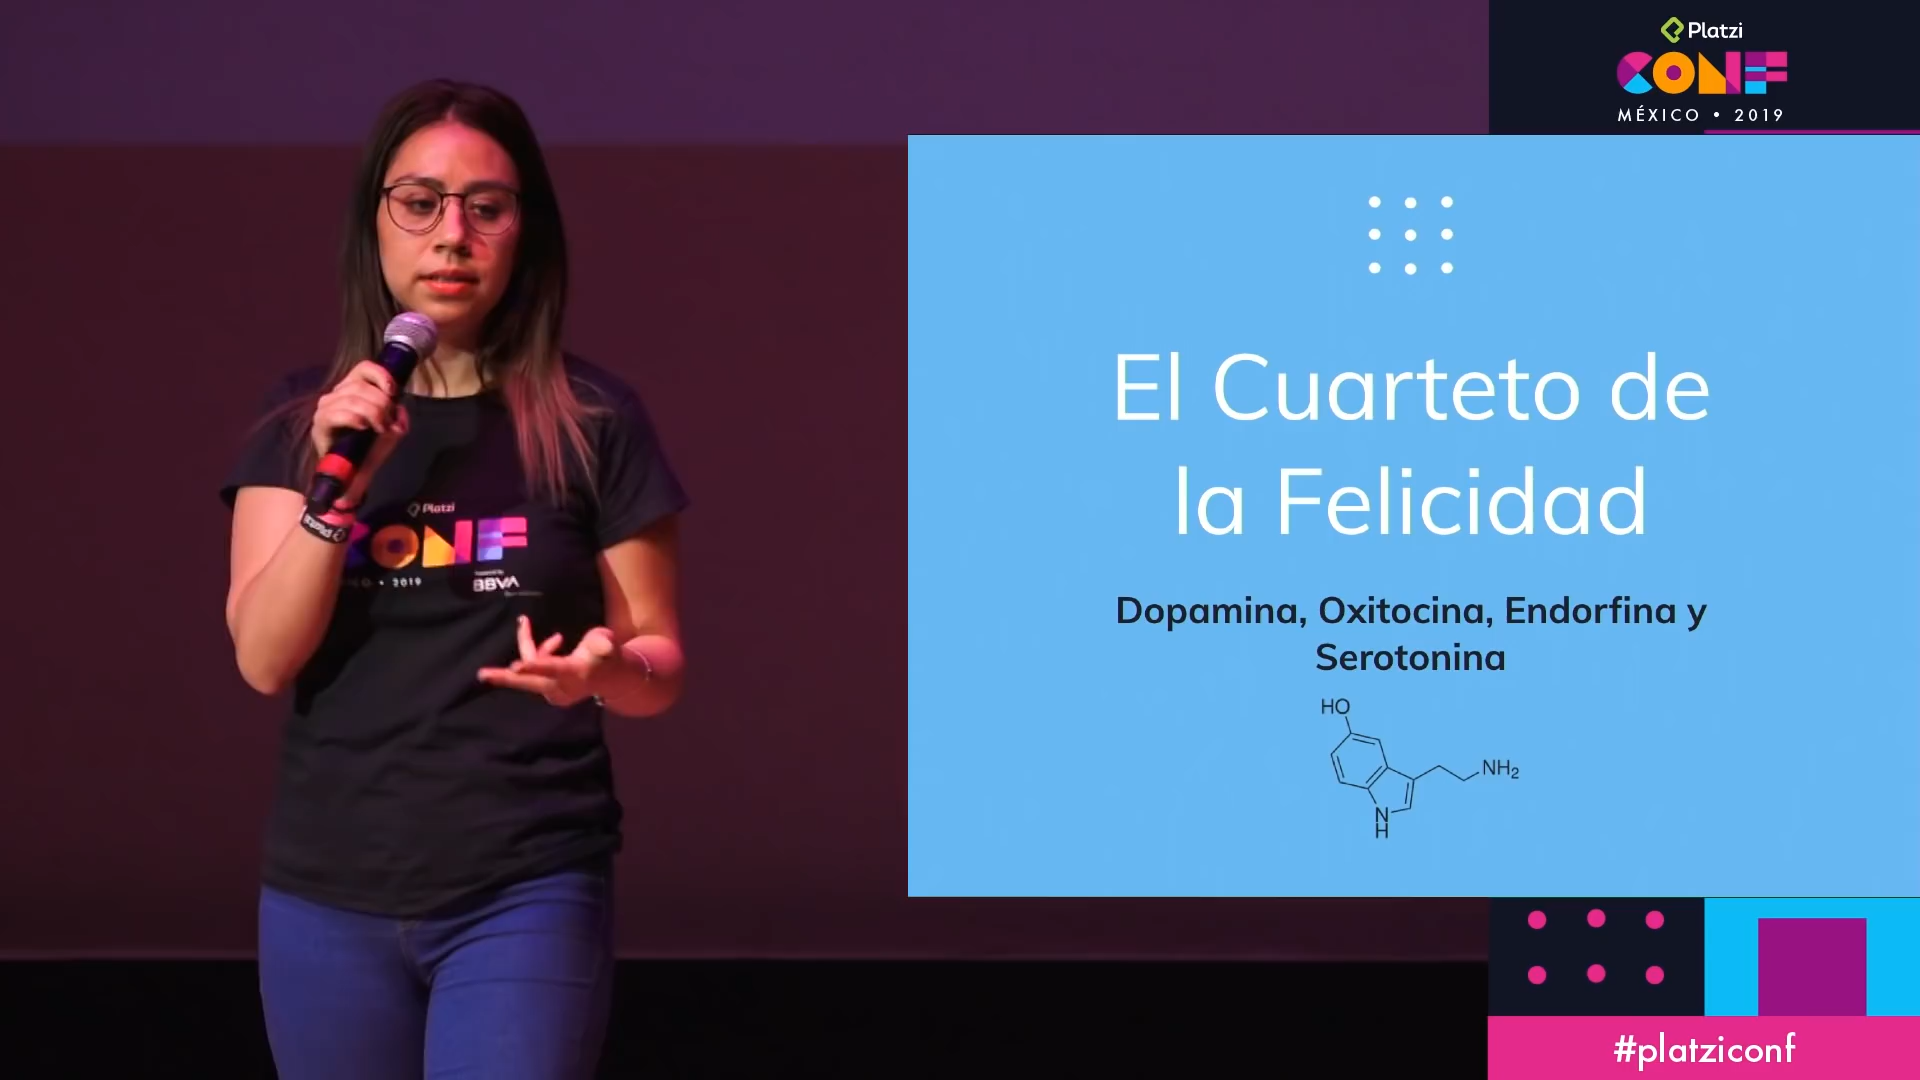 Platzi
CONF
MÉXICO • 2019
El Cuarteto de
la Felicidad
Dopamina, Oxitocina, Endorfina y
Serotonina
HO
NH2
N
H
Platzi
CONF
• 2019
BBVA
#platziconf